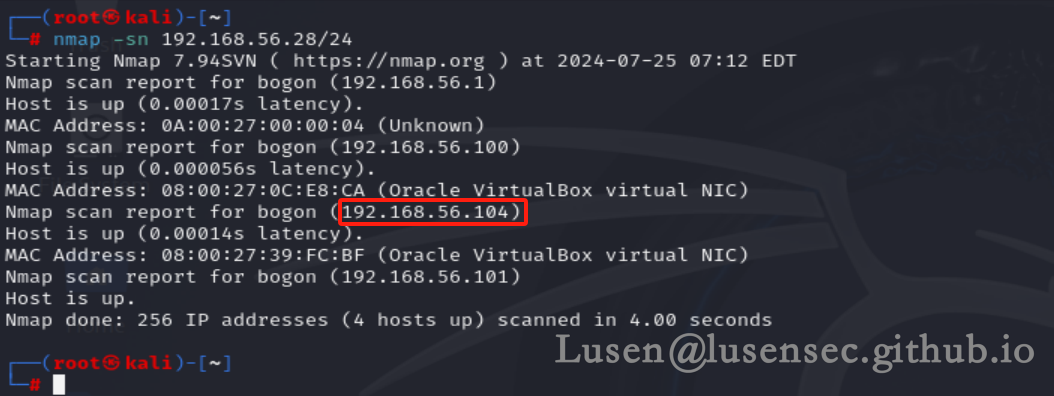 ┌──(root㉿kali)-[~]
└─# nmap -sn 192.168.56.28/24
Starting Nmap 7.94SVN ( https://nmap.org ) at 2024-07-25 07:12 EDT
Nmap scan report for bogon (192.168.56.1)
Host is up (0.00017s latency).
MAC Address: 0A:00:27:00:00:04 (Unknown)
Nmap scan report for bogon (192.168.56.100)
Host is up (0.000056s latency).
MAC Address: 08:00:27:0C:E8:CA (Oracle VirtualBox virtual NIC)
Nmap scan report for bogon (192.168.56.104)
Host is up (0.00014s latency).
MAC Address: 08:00:27:39:FC:BF (Oracle VirtualBox virtual NIC)
Nmap scan report for bogon (192.168.56.101)
Host is up.
Nmap done: 256 IP addresses (4 hosts up) scanned in 4.00 seconds
┌──(root㉿kali)-[~]
└─#
Lusen@lusensec.github.io